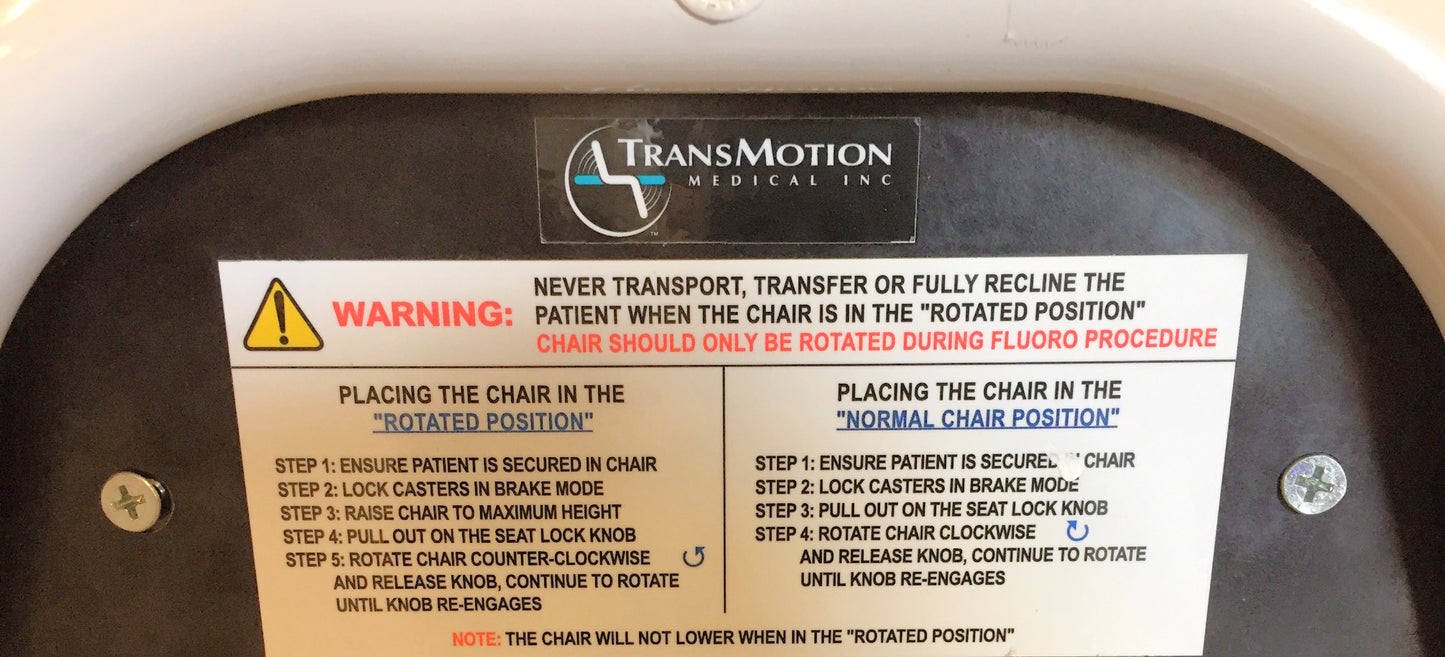 TRANSMOTION
MEDICAL INC
TM
WARNING:
NEVER TRANSPORT, TRANSFER OR FULLY RECLINE THE
PATIENT WHEN THE CHAIR IS IN THE "ROTATED POSITION"
CHAIR SHOULD ONLY BE ROTATED DURING FLUORO PROCEDURE
PLACING THE CHAIR IN THE
"ROTATED POSITION"
STEP 1: ENSURE PATIENT IS SECURED IN CHAIR
STEP 2: LOCK CASTERS IN BRAKE MODE
STEP 3: RAISE CHAIR TO MAXIMUM HEIGHT
STEP 4: PULL OUT ON THE SEAT LOCK KNOB
STEP 5: ROTATE CHAIR COUNTER-CLOCKWISE
AND RELEASE KNOB, CONTINUE TO ROTATE
UNTIL KNOB RE-ENGAGES
PLACING THE CHAIR IN THE
"NORMAL CHAIR POSITION"
STEP 1: ENSURE PATIENT IS SECURED IN CHAIR
STEP 2: LOCK CASTERS IN BRAKE MODE
STEP 3: PULL OUT ON THE SEAT LOCK KNOB
STEP 4: ROTATE CHAIR CLOCKWISE
AND RELEASE KNOB, CONTINUE TO ROTATE
UNTIL KNOB RE-ENGAGES
NOTE: THE CHAIR WILL NOT LOWER WHEN IN THE "ROTATED POSITION"